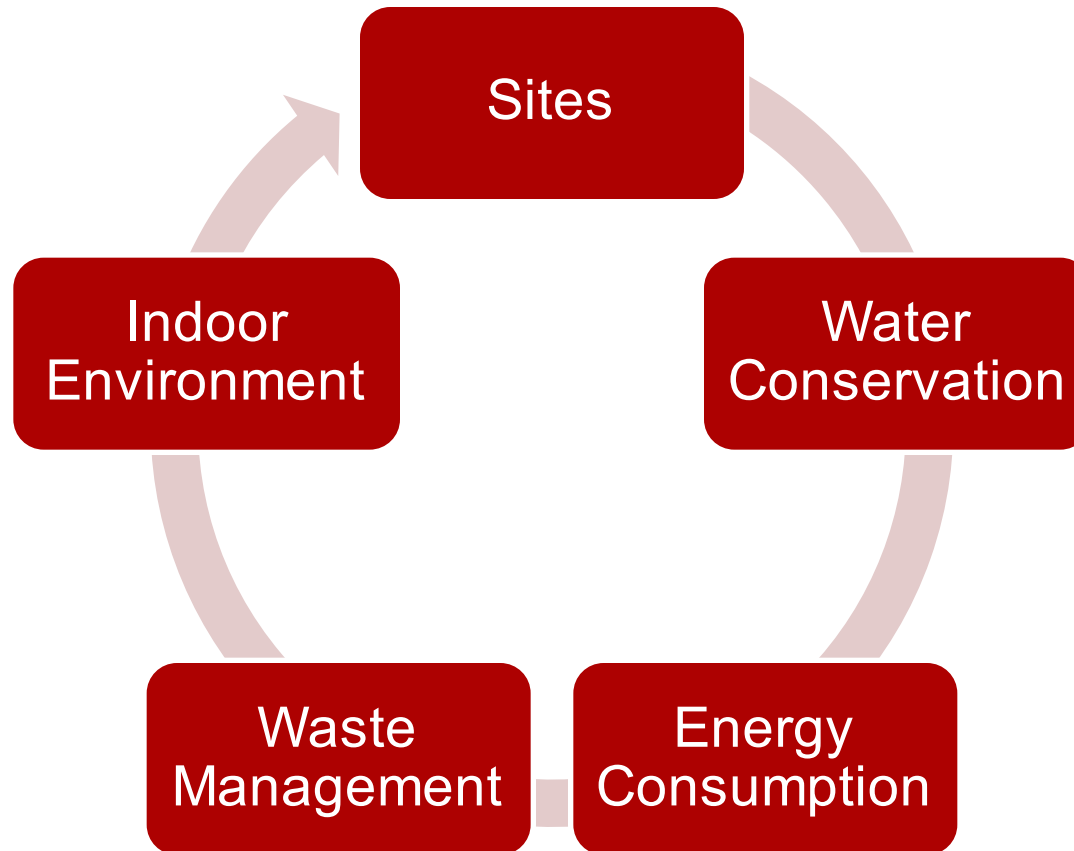 Sites
Water
Conservation
Energy
Consumption
Waste
Management
Indoor
Environment